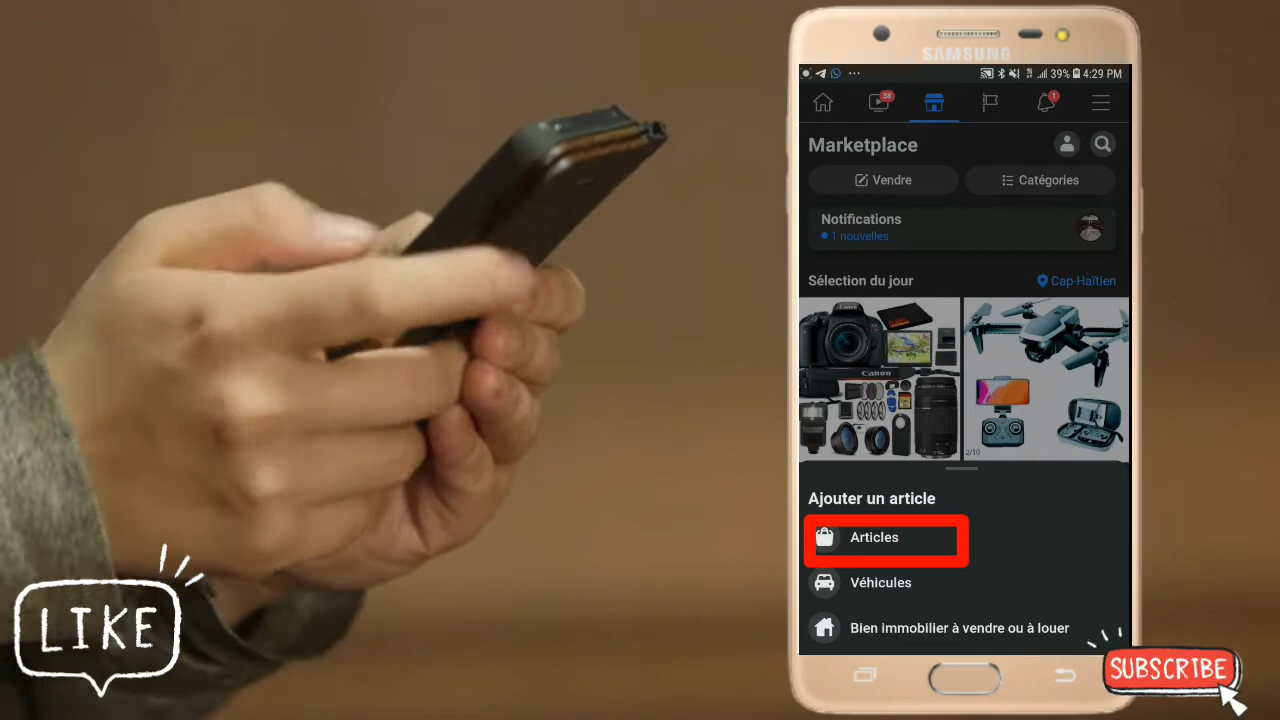 SAMSUNG
39% 4:29 PM
38
1
Marketplace
Vendre
Catégories
Notifications
1 nouvelles
Sélection du jour
Cap-Haïtien
Canon
Canon
2/10
Ajouter un article
Articles
Véhicules
Bien immobilier à vendre ou à louer
LIKE
SUBSCRIBE